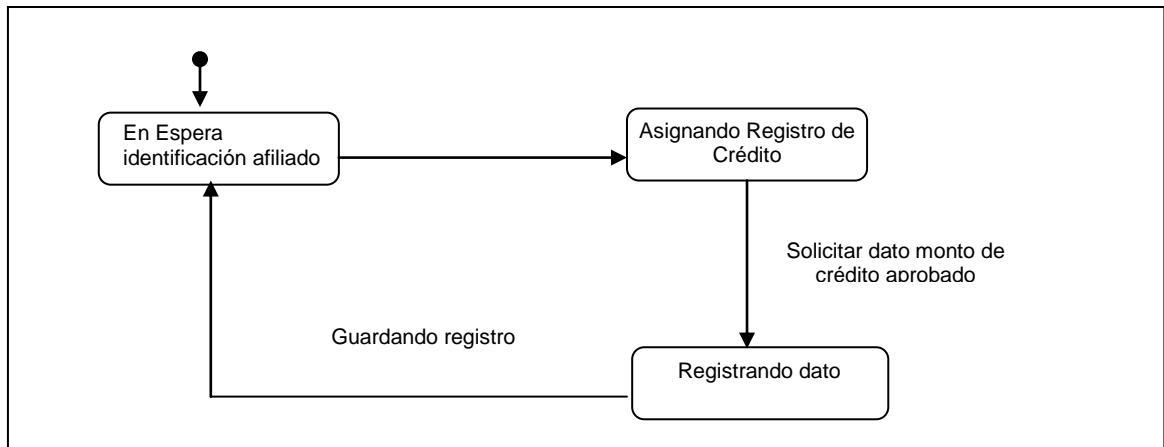 En Espera
identificación afiliado
Asignando Registro de
Crédito
Solicitar dato monto de
crédito aprobado
Guardando registro
Registrando dato